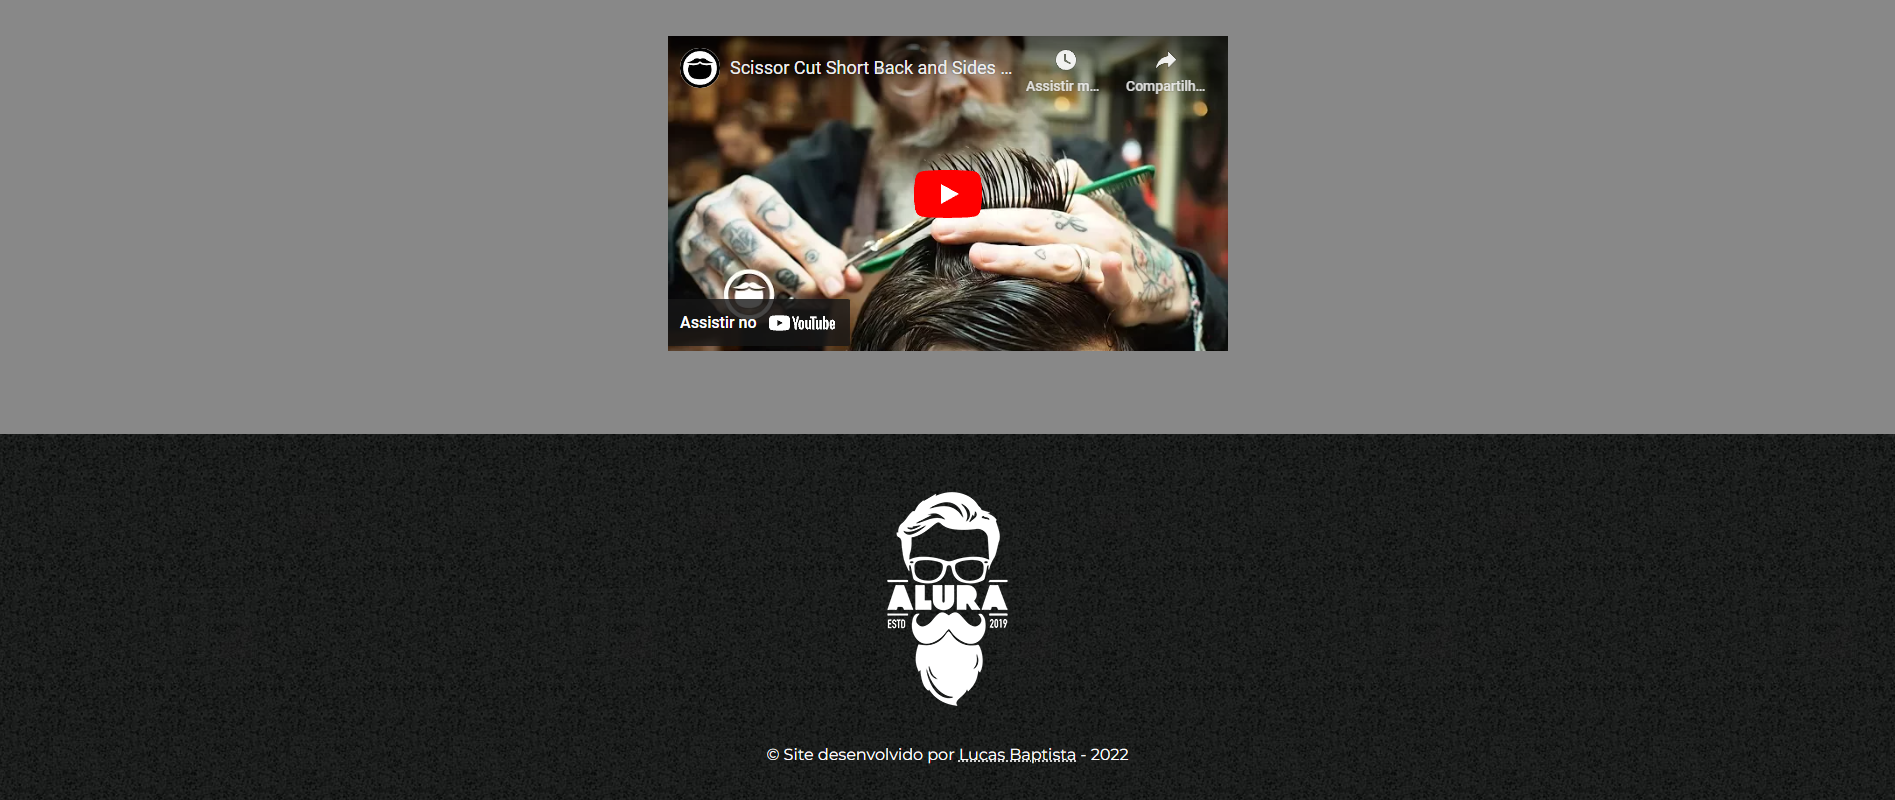 Scissor Cut Short Back and Sides ...
Assistir m...
Compartilh...
Assistir no YouTube
ALURA
ESTD 2019
© Site desenvolvido por Lucas Baptista - 2022